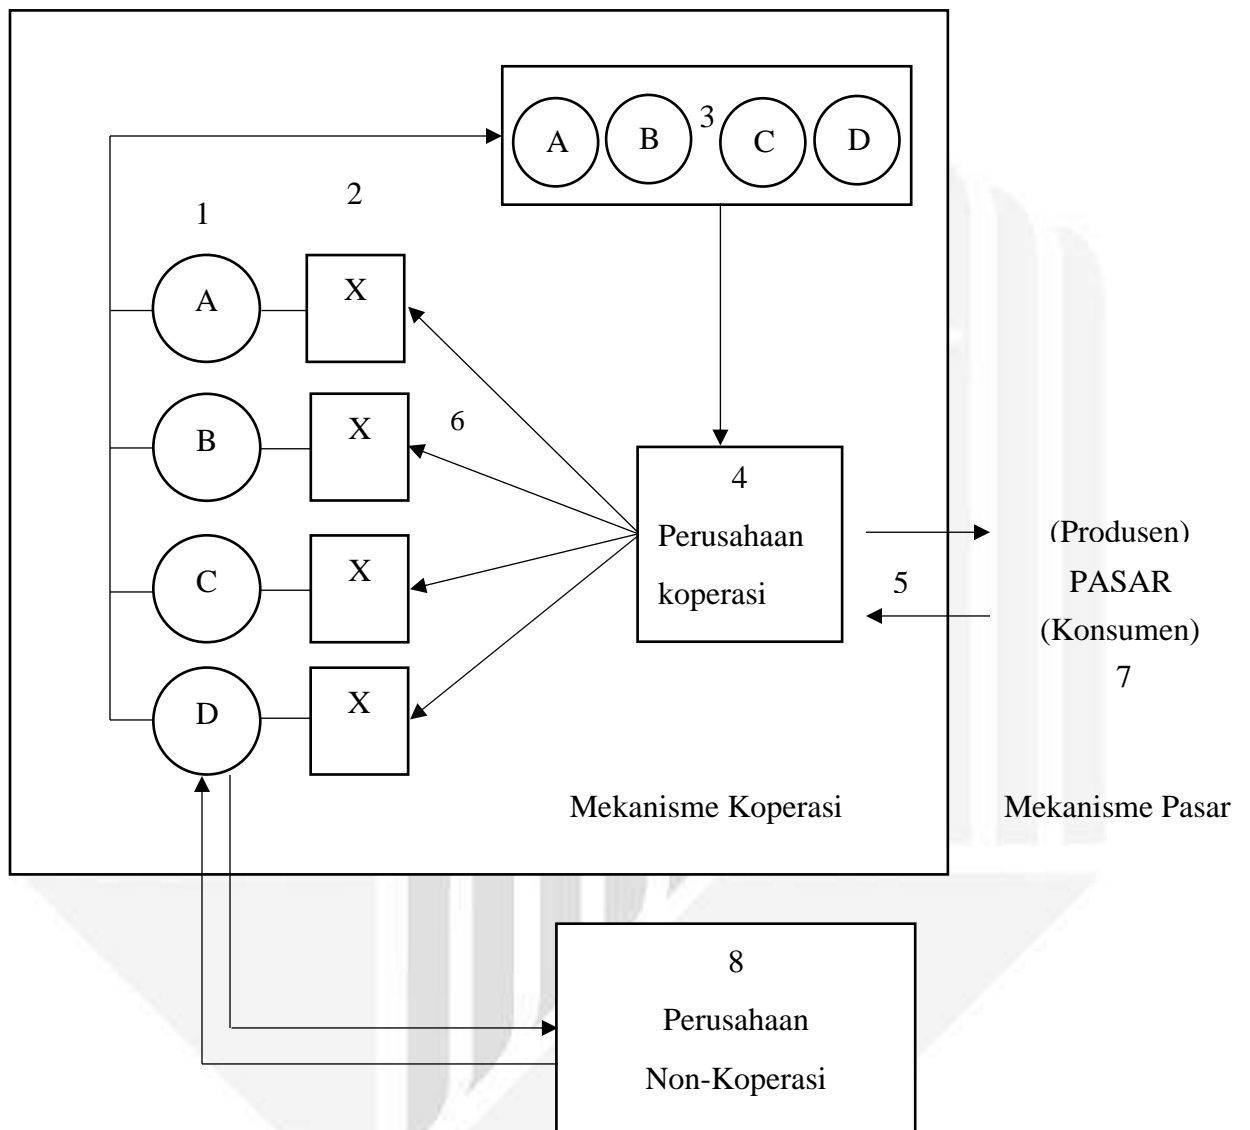 A B 3 C D
1 2
A X
B X 6
C X
D X
4
Perusahaan
koperasi
5
(Produsen)
PASAR
(Konsumen)
7
Mekanisme Koperasi
Mekanisme Pasar
8
Perusahaan
Non-Koperasi